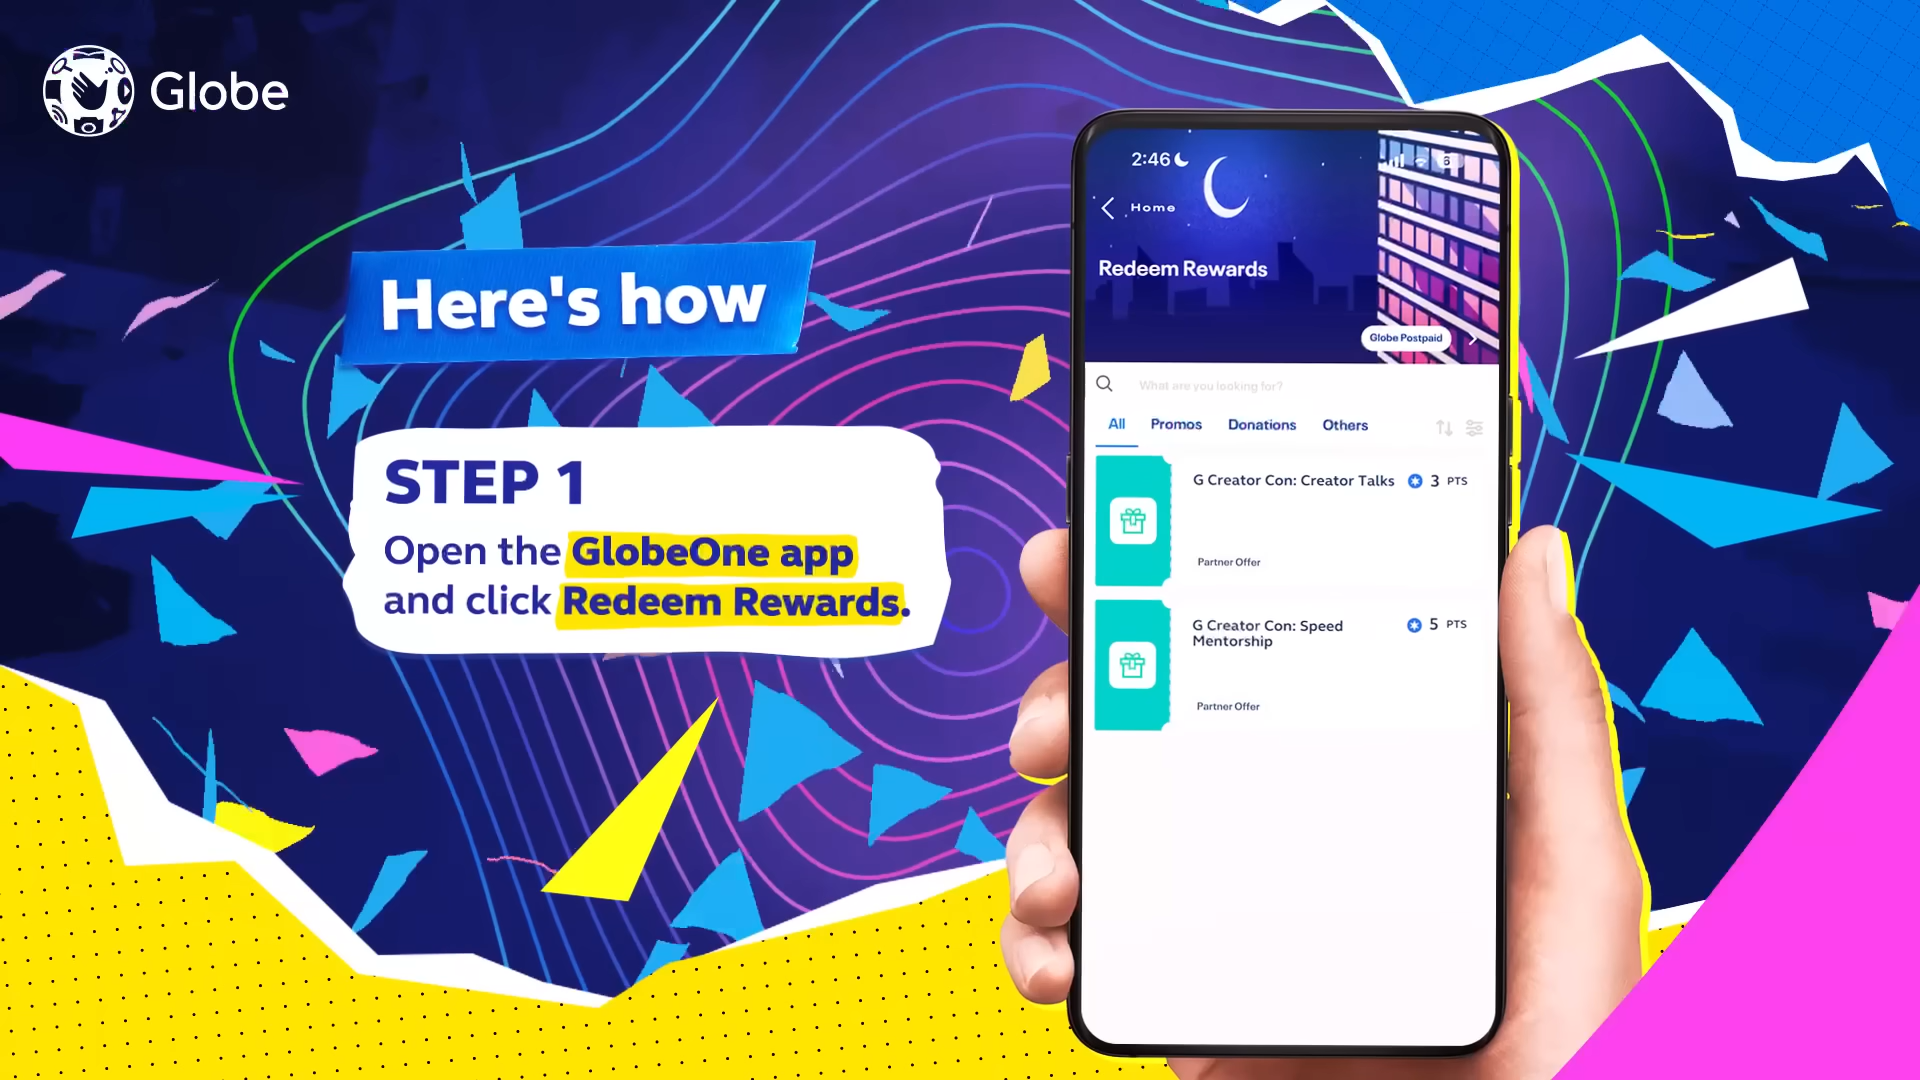 Globe
Here's how
STEP 1
Open the GlobeOne app
and click Redeem Rewards.
2:46
Home
Redeem Rewards
Globe Postpaid
What are you looking for?
All Promos Donations Others
G Creator Con: Creator Talks 3 PTS
Partner Offer
G Creator Con: Speed 5 PTS
Mentorship
Partner Offer